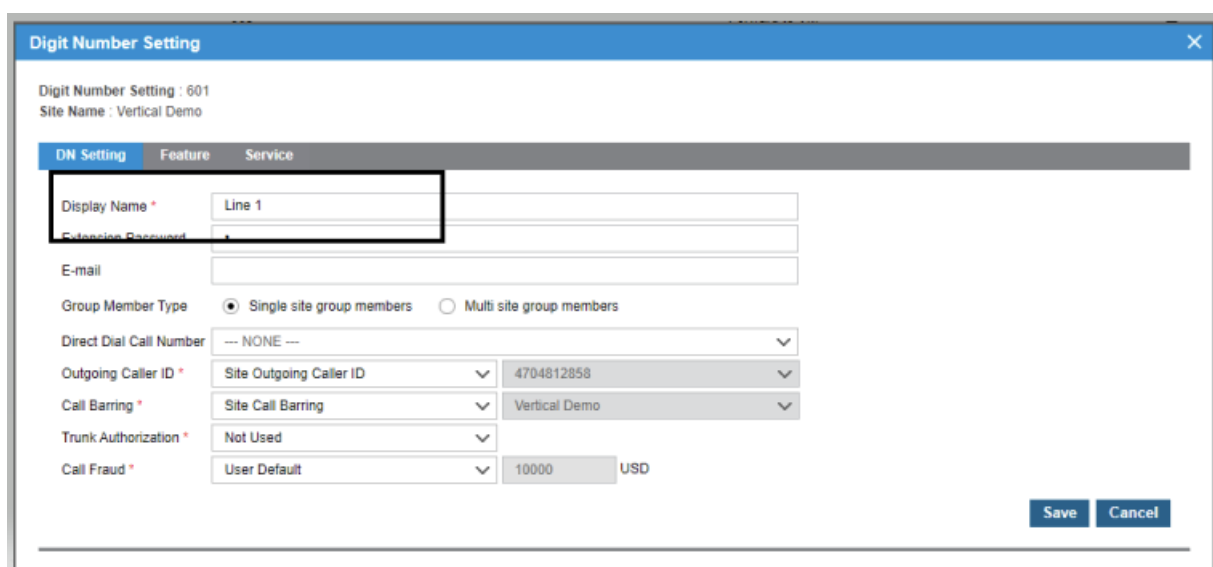 Digit Number Setting
Digit Number Setting : 601
Site Name : Vertical Demo
DN Setting Feature Service
Display Name * Line 1
Extension Password
E-mail
Group Member Type Single site group members Multi site group members
Direct Dial Call Number --- NONE ---
Outgoing Caller ID * Site Outgoing Caller ID 4704812858
Call Barring * Site Call Barring Vertical Demo
Trunk Authorization * Not Used
Call Fraud * User Default 10000 USD
Save Cancel